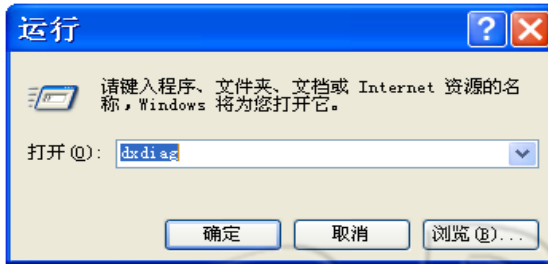 运行
请键入程序、文件夹、文档或 Internet 资源的名
称，Windows 将为您打开它。
打开(O): dxdiag
确定 取消 浏览(B)...